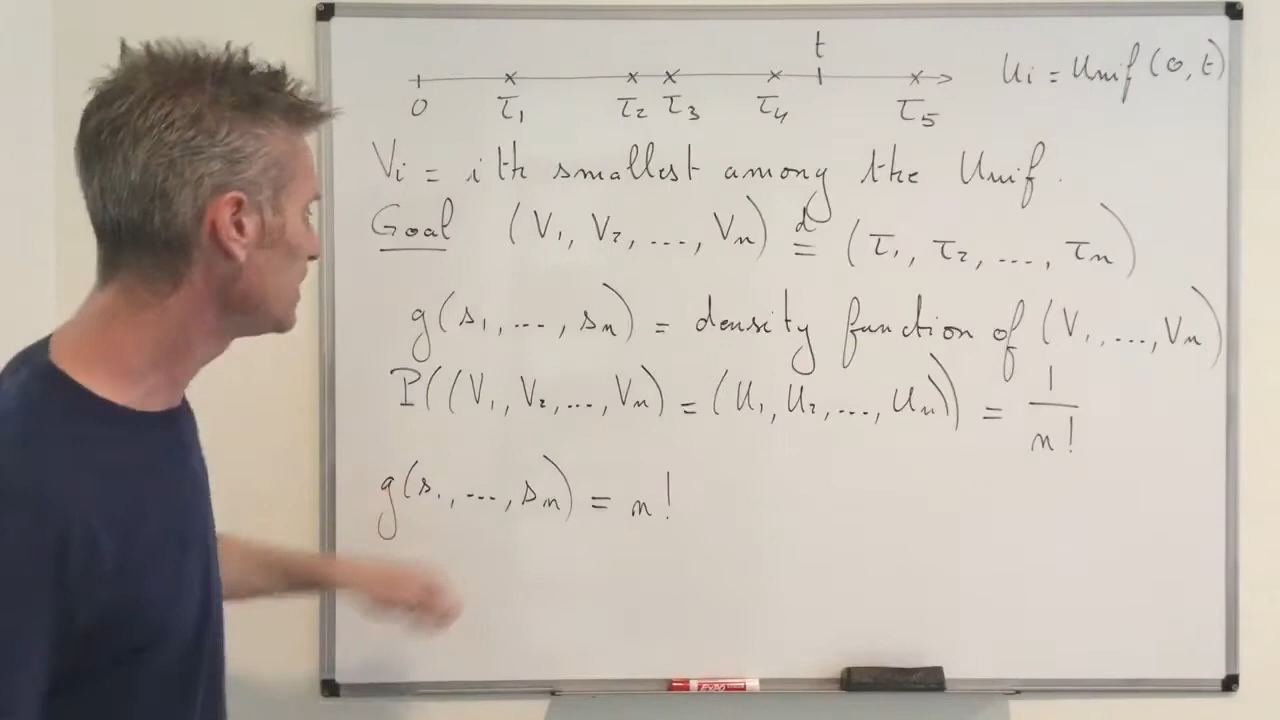 t
0 τ₁ τ₂ τ₃ τ₄ τ₅
Uᵢ = Unif (0, t)
Vᵢ = i th smallest among the Unif.
Goal (V₁, V₂, ..., Vₙ) d= (τ₁, τ₂, ..., τₙ)
g(s₁, ..., sₙ) = density function of (V₁, ..., Vₙ)
P((V₁, V₂, ..., Vₙ) = (U₁, U₂, ..., Uₙ)) = 1/n!
g(s₁, ..., sₙ) = n!
EXPO